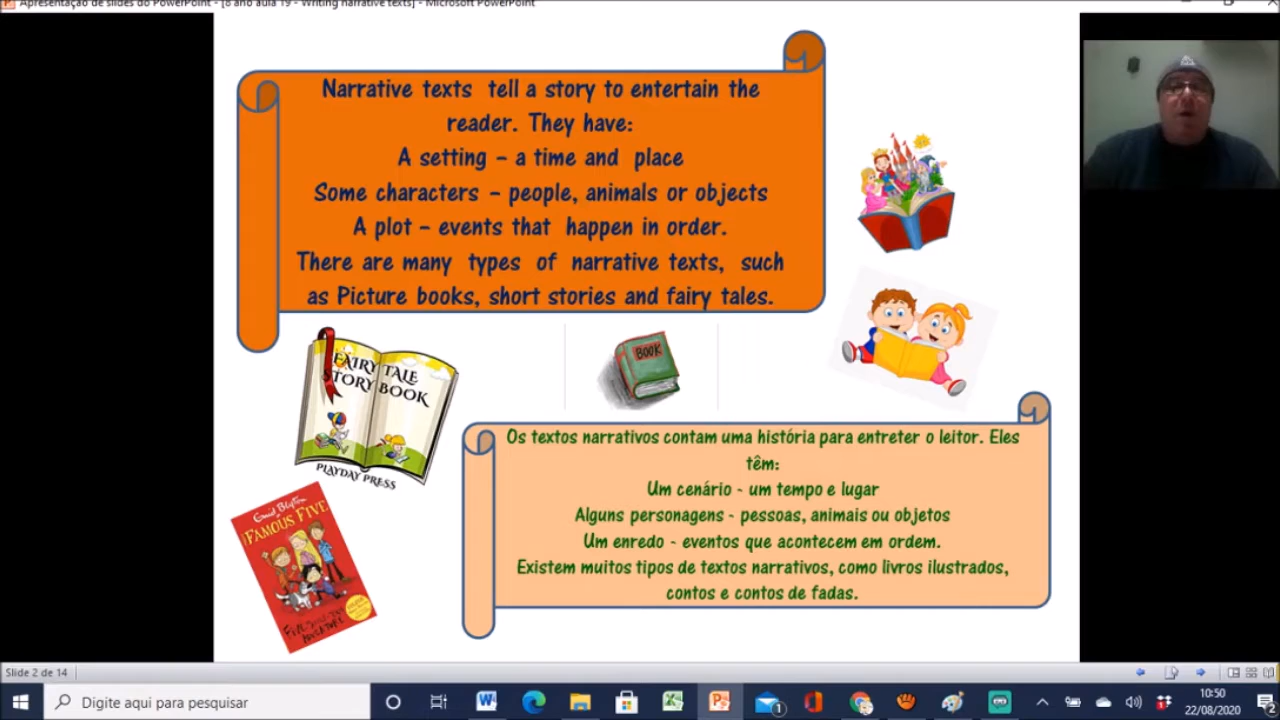 Apresentação de slides do PowerPoint - [8 ano aula 19 - Writing narrative texts] - Microsoft PowerPoint
Narrative texts tell a story to entertain the
reader. They have:
A setting – a time and place
Some characters – people, animals or objects
A plot – events that happen in order.
There are many types of narrative texts, such
as Picture books, short stories and fairy tales.
FAIRY TALE
STORY BOOK
PLAYDAY PRESS
BOOK
Enid Blyton
FAMOUS FIVE
Os textos narrativos contam uma história para entreter o leitor. Eles
têm:
Um cenário - um tempo e lugar
Alguns personagens - pessoas, animais ou objetos
Um enredo - eventos que acontecem em ordem.
Existem muitos tipos de textos narrativos, como livros ilustrados,
contos e contos de fadas.
Slide 2 de 14
Digite aqui para pesquisar
10:50
22/08/2020